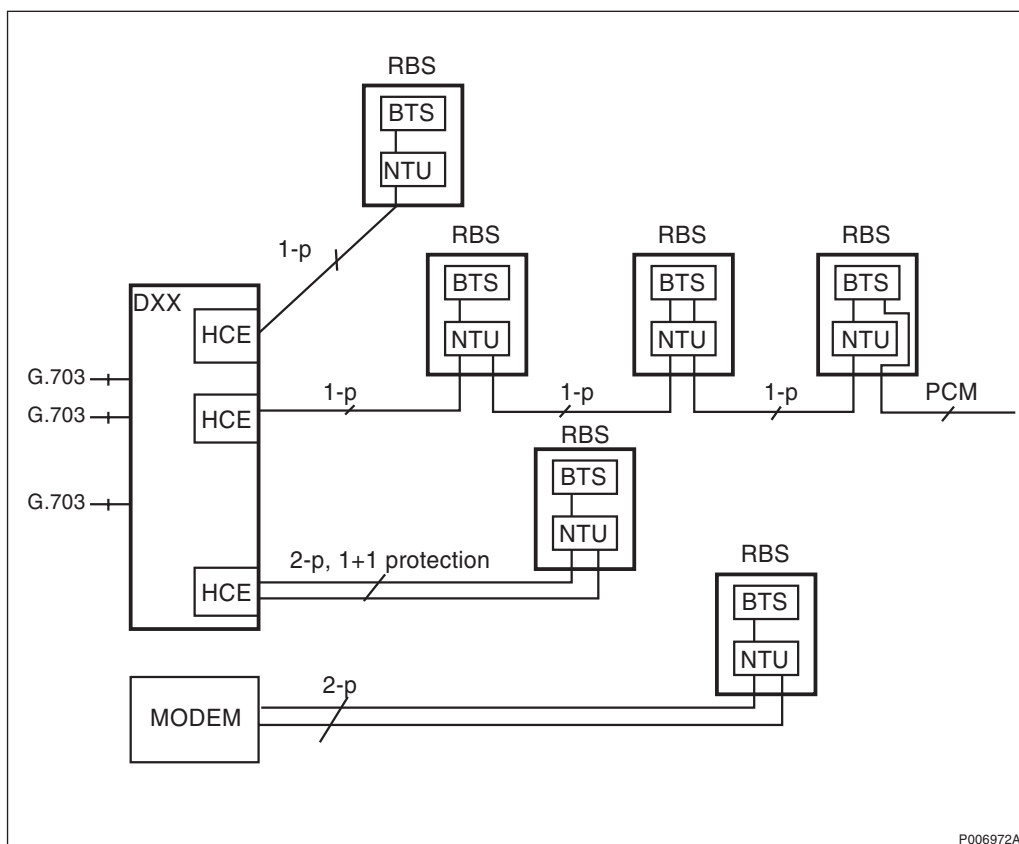 RBS
BTS
NTU
1-p
RBS
RBS
RBS
BTS
BTS
BTS
NTU
NTU
NTU
DXX
HCE
G.703
G.703
G.703
HCE
1-p
1-p
1-p
PCM
RBS
BTS
NTU
2-p, 1+1 protection
HCE
RBS
BTS
NTU
MODEM
2-p
P006972A